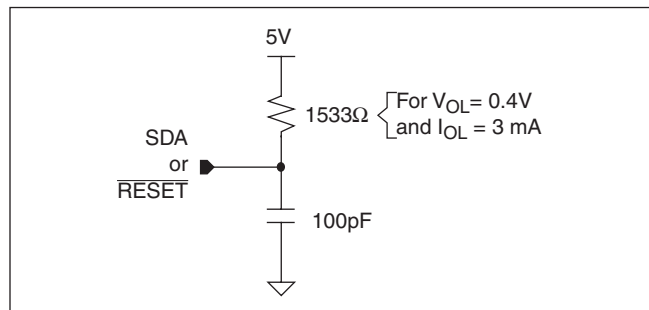 5V
1533Ω
For VOL= 0.4V
and IOL = 3 mA
SDA
or
RESET
100pF